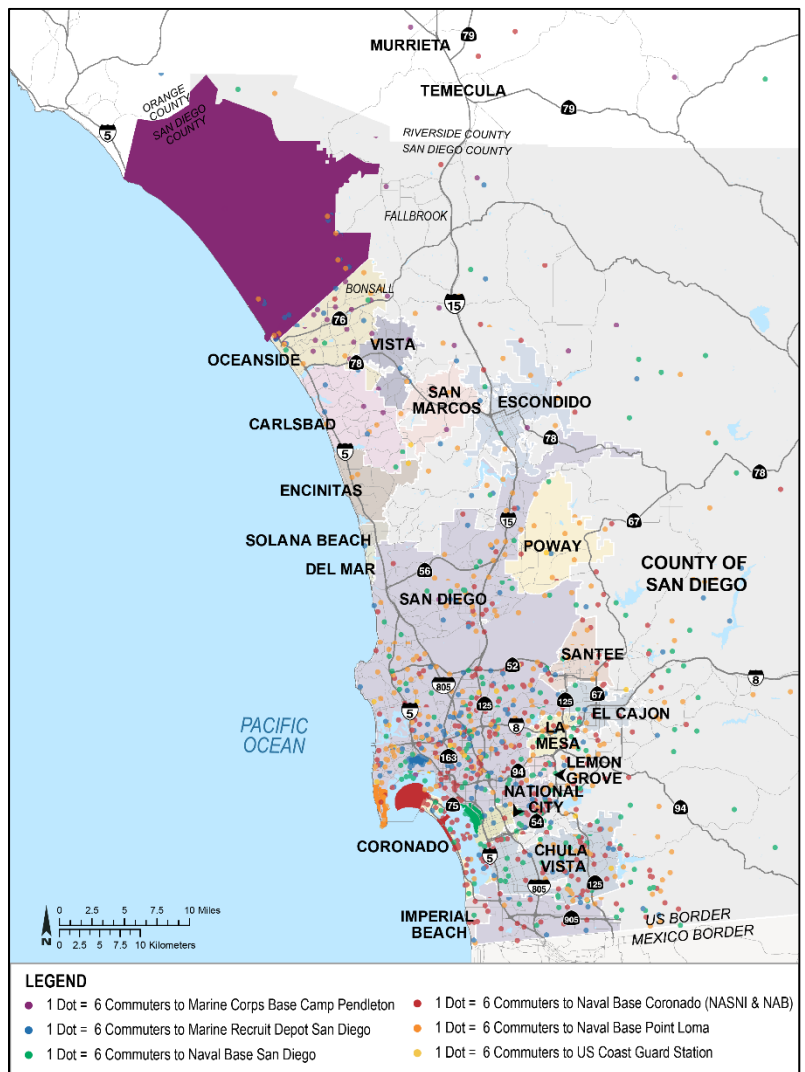 MURRIETA
79
TEMECULA
79
ORANGE
COUNTY
SAN DIEGO
COUNTY
5
RIVERSIDE COUNTY
SAN DIEGO COUNTY
FALLBROOK
BONSALL
15
76
VISTA
OCEANSIDE
78
SAN
MARCOS
ESCONDIDO
CARLSBAD
78
5
78
ENCINITAS
15
67
SOLANA BEACH
POWAY
DEL MAR
56
SAN DIEGO
COUNTY OF
SAN DIEGO
SANTEE
52
805
8
125
125
67
5
EL CAJON
PACIFIC
OCEAN
8
LA
MESA
163
94
LEMON
GROVE
75
NATIONAL
CITY
94
54
CORONADO
5
CHULA
VISTA
805
125
IMPERIAL
BEACH
905
US BORDER
MEXICO BORDER
N
0 2.5 5 10 Miles
0 2.5 5 7.5 10 Kilometers
LEGEND
1 Dot = 6 Commuters to Marine Corps Base Camp Pendleton
1 Dot = 6 Commuters to Marine Recruit Depot San Diego
1 Dot = 6 Commuters to Naval Base San Diego
1 Dot = 6 Commuters to Naval Base Coronado (NASNI & NAB)
1 Dot = 6 Commuters to Naval Base Point Loma
1 Dot = 6 Commuters to US Coast Guard Station